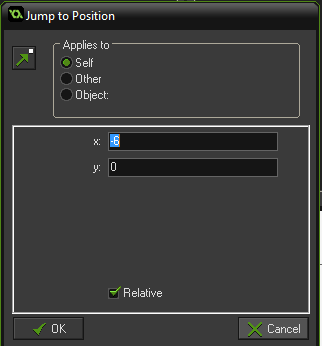 Jump to Position
Applies to
Self
Other
Object:
x: -6
y: 0
Relative
OK Cancel